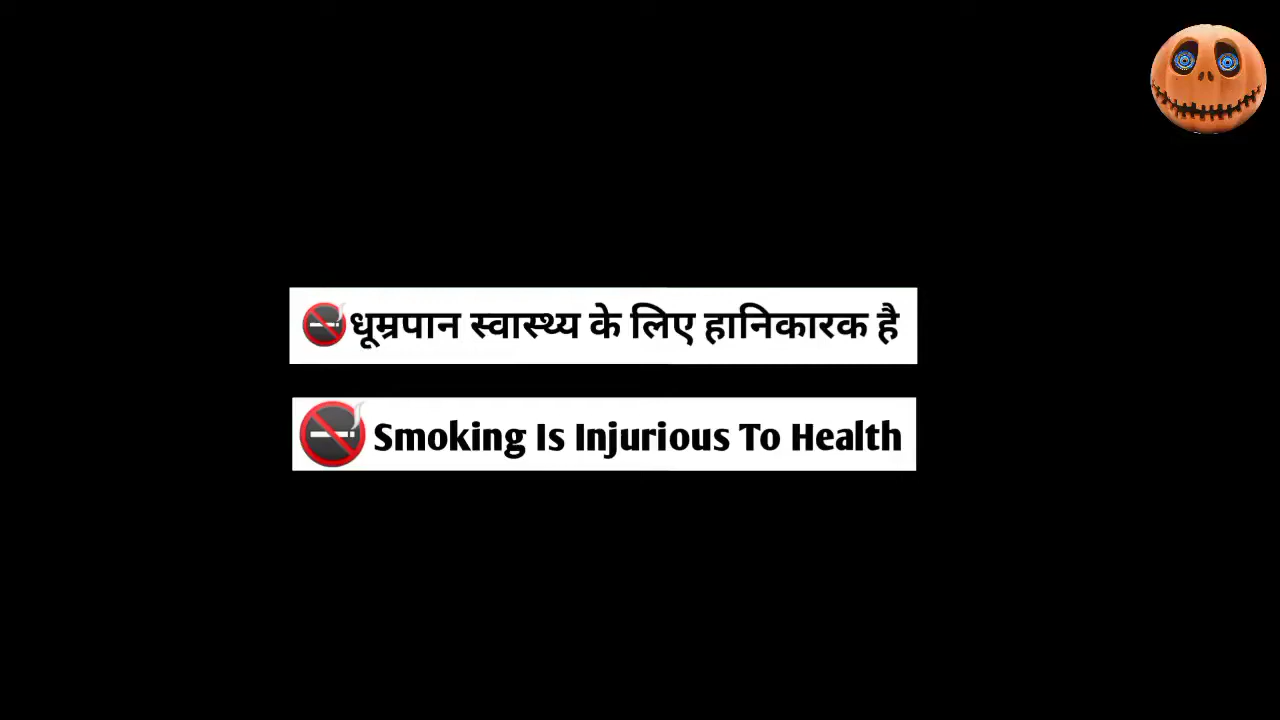 धूम्रपान स्वास्थ्य के लिए हानिकारक है
Smoking Is Injurious To Health